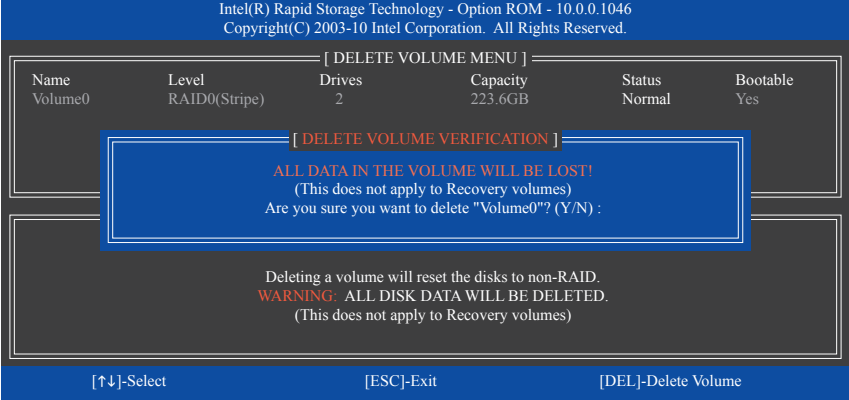 Intel(R) Rapid Storage Technology - Option ROM - 10.0.0.1046
Copyright(C) 2003-10 Intel Corporation. All Rights Reserved.
[ DELETE VOLUME MENU ]
Name Level Drives Capacity Status Bootable
Volume0 RAID0(Stripe) 2 223.6GB Normal Yes
[ DELETE VOLUME VERIFICATION ]
ALL DATA IN THE VOLUME WILL BE LOST!
(This does not apply to Recovery volumes)
Are you sure you want to delete "Volume0"? (Y/N) :
Deleting a volume will reset the disks to non-RAID.
WARNING: ALL DISK DATA WILL BE DELETED.
(This does not apply to Recovery volumes)
[↑↓]-Select [ESC]-Exit [DEL]-Delete Volume